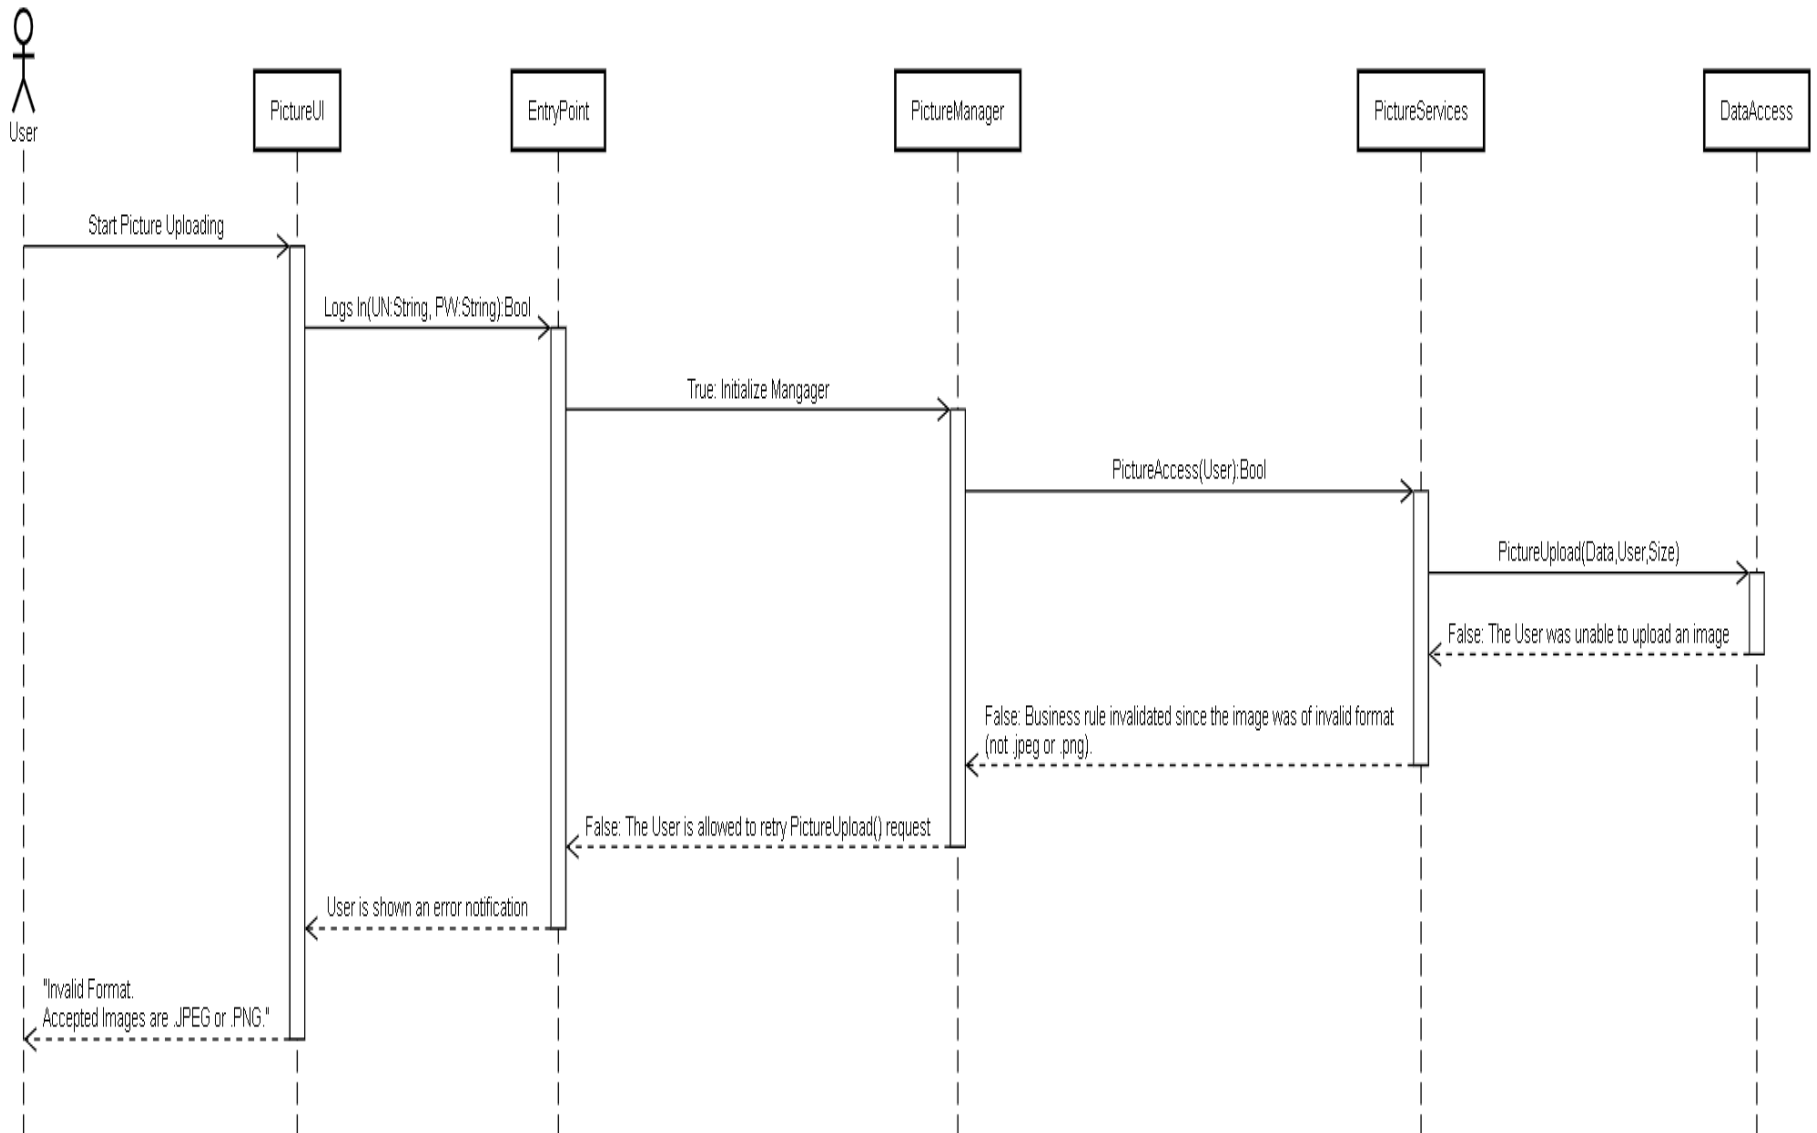 User
PictureUI
EntryPoint
PictureManager
PictureServices
DataAccess
Start Picture Uploading
Logs In(UN:String, PW:String):Bool
True: Initialize Mangager
PictureAccess(User):Bool
PictureUpload(Data,User,Size)
False: The User was unable to upload an image
False: Business rule invalidated since the image was of invalid format
(not .jpeg or .png).
False: The User is allowed to retry PictureUpload() request
User is shown an error notification
"Invalid Format.
Accepted Images are .JPEG or .PNG."